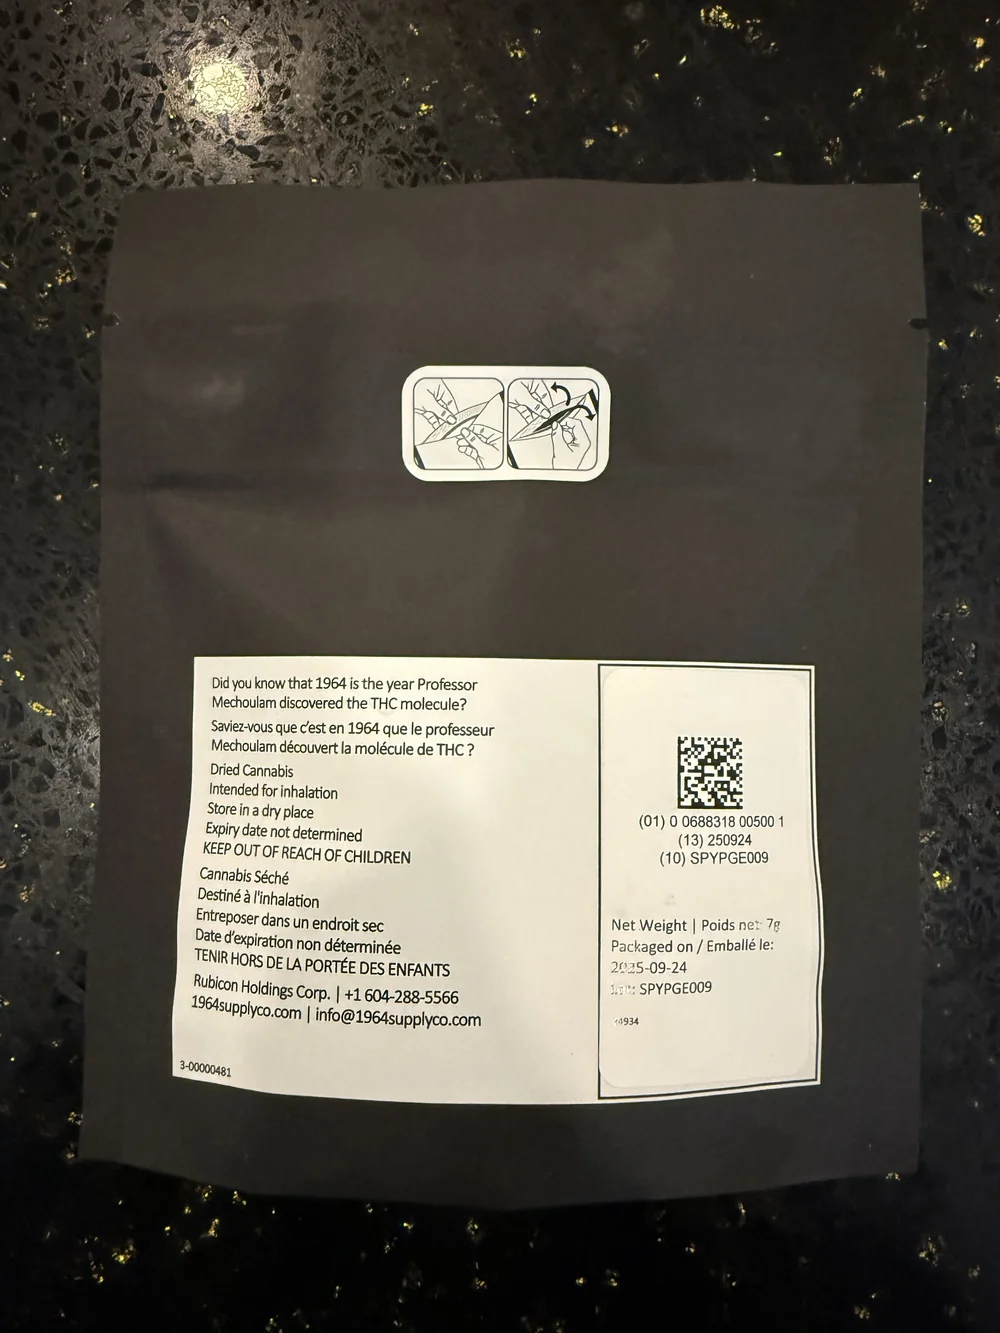 Did you know that 1964 is the year Professor
Mechoulam discovered the THC molecule?
Saviez-vous que c'est en 1964 que le professeur
Mechoulam découvert la molécule de THC ?
Dried Cannabis
Intended for inhalation
Store in a dry place
Expiry date not determined
KEEP OUT OF REACH OF CHILDREN
Cannabis Séché
Destiné à l'inhalation
Entreposer dans un endroit sec
Date d'expiration non déterminée
TENIR HORS DE LA PORTÉE DES ENFANTS
Rubicon Holdings Corp. | +1 604-288-5566
1964supplyco.com | info@1964supplyco.com
3-00000481
(01) 0 0688318 00500 1
(13) 250924
(10) SPYPGE009
Net Weight | Poids net: 7g
Packaged on / Emballé le:
2025-09-24
SPYPGE009